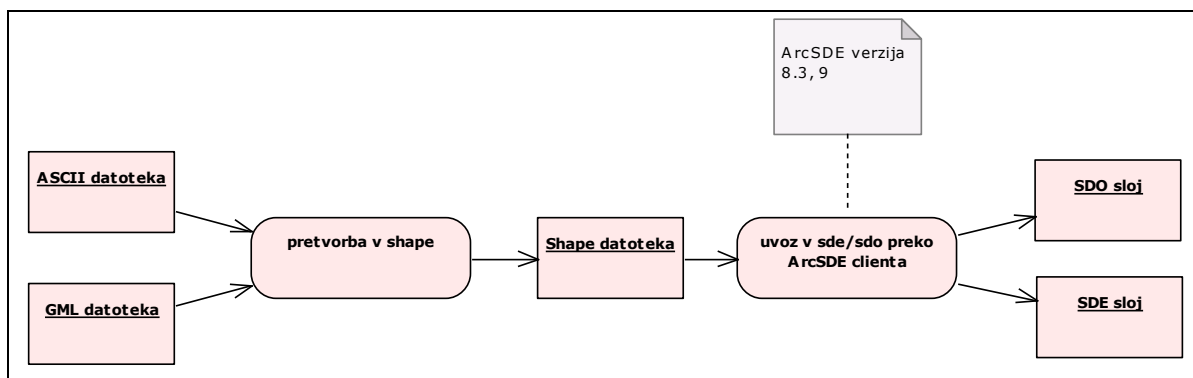 ArcSDE verzija
8.3, 9
ASCII datoteka
GML datoteka
pretvorba v shape
Shape datoteka
uvoz v sde/sdo preko
ArcSDE clienta
SDO sloj
SDE sloj